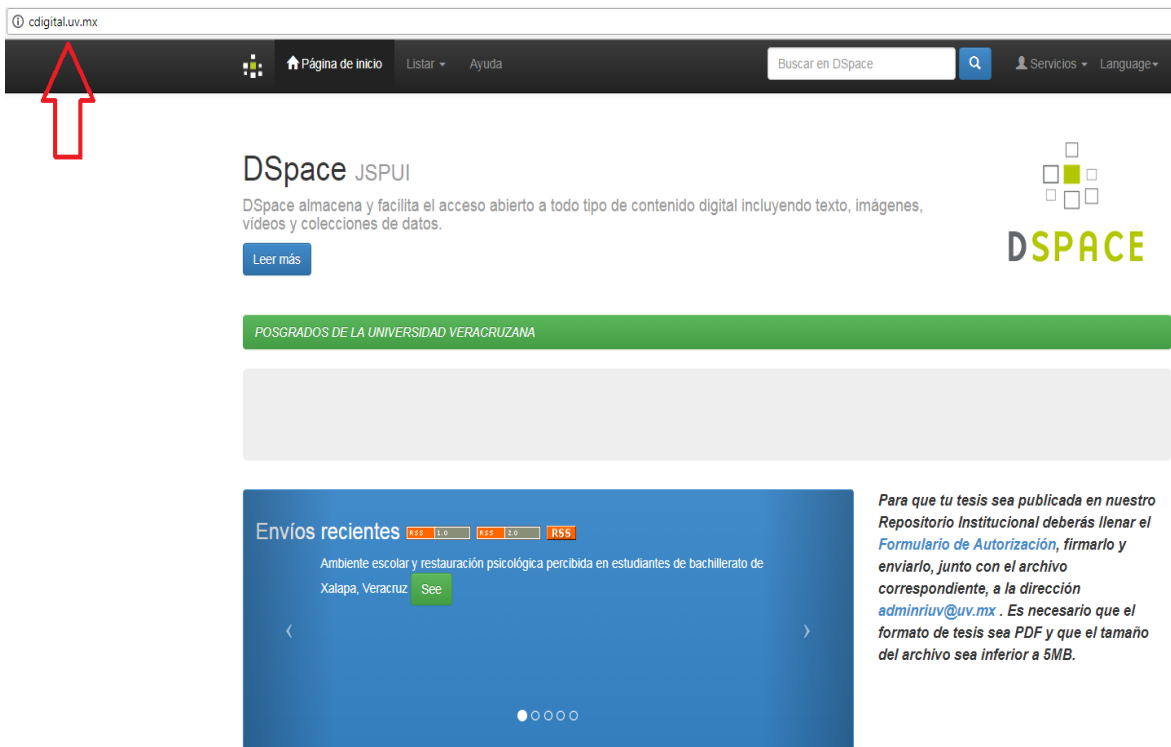 cdigital.uv.mx
Página de inicio Listar Ayuda Buscar en DSpace Servicios Language
DSpace JSPUI
DSpace almacena y facilita el acceso abierto a todo tipo de contenido digital incluyendo texto, imágenes,
vídeos y colecciones de datos.
Leer más
DSPACE
POSGRADOS DE LA UNIVERSIDAD VERACRUZANA
Envíos recientes RSS 1.0 RSS 2.0 RSS
Ambiente escolar y restauración psicológica percibida en estudiantes de bachillerato de
Xalapa, Veracruz See
Para que tu tesis sea publicada en nuestro
Repositorio Institucional deberás llenar el
Formulario de Autorización, firmarlo y
enviarlo, junto con el archivo
correspondiente, a la dirección
adminriuv@uv.mx . Es necesario que el
formato de tesis sea PDF y que el tamaño
del archivo sea inferior a 5MB.